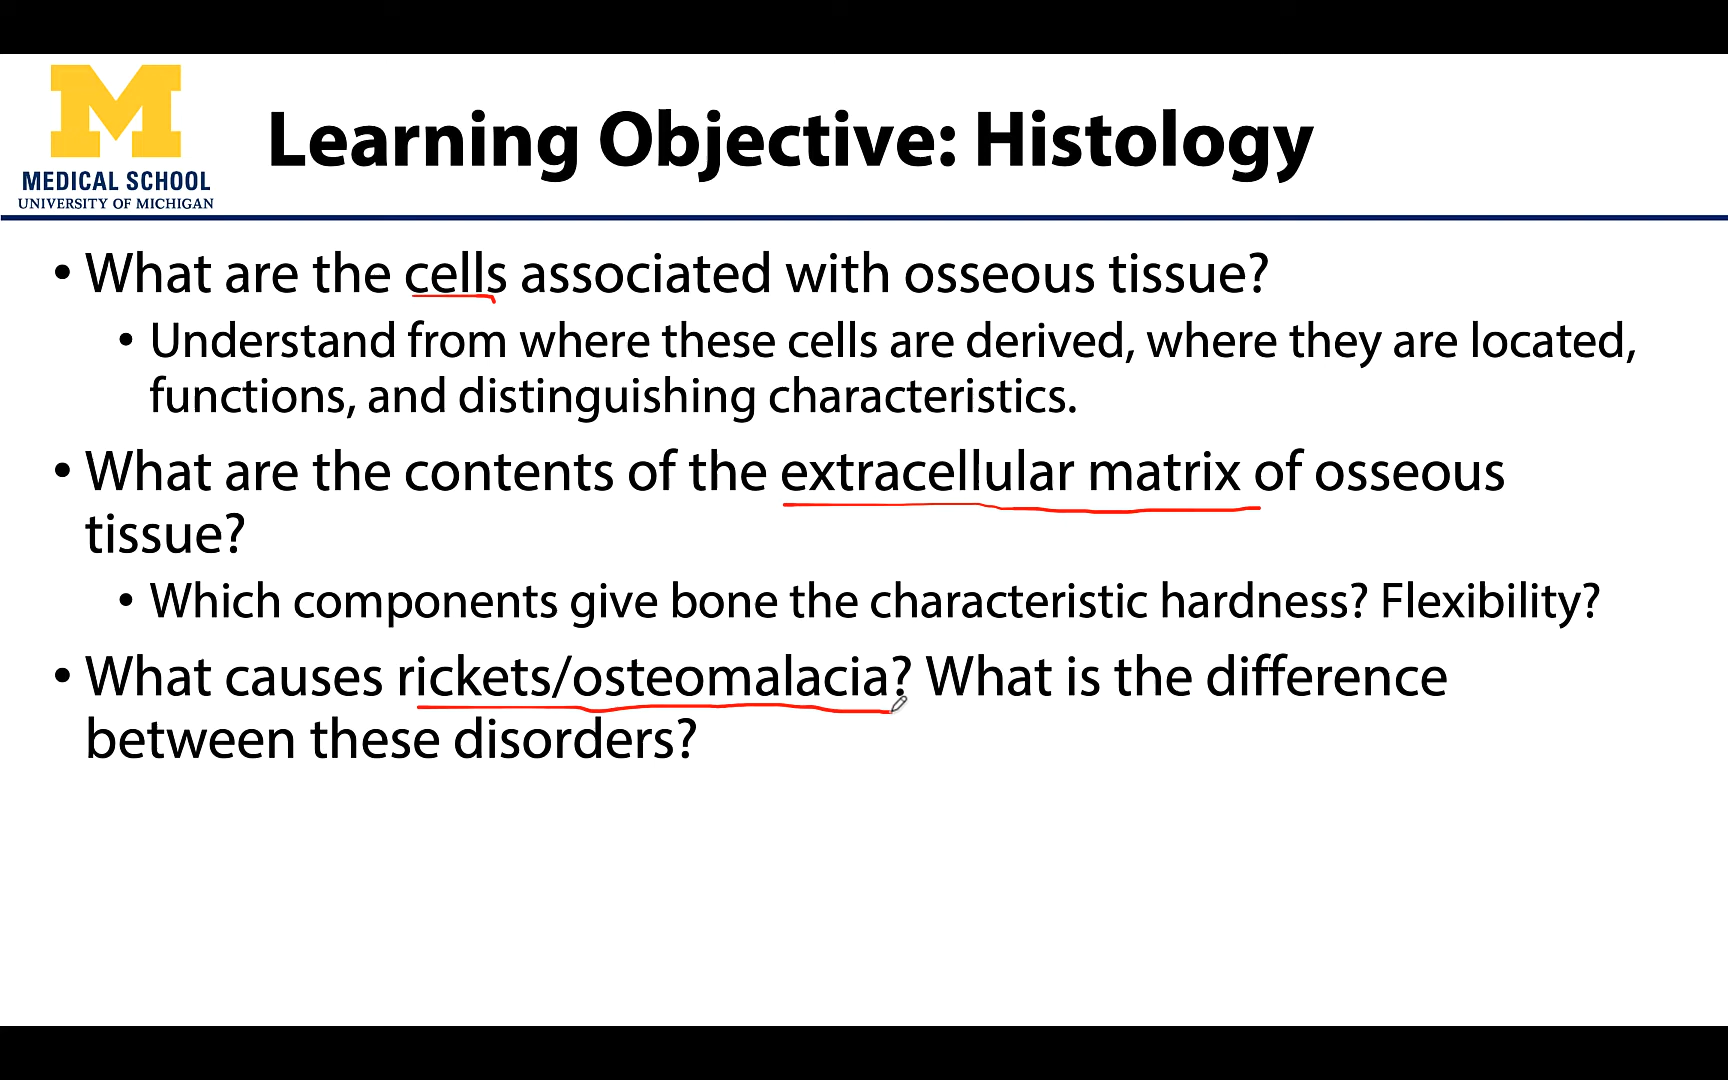 M
MEDICAL SCHOOL
UNIVERSITY OF MICHIGAN
Learning Objective: Histology
• What are the cells associated with osseous tissue?
• Understand from where these cells are derived, where they are located,
functions, and distinguishing characteristics.
• What are the contents of the extracellular matrix of osseous
tissue?
• Which components give bone the characteristic hardness? Flexibility?
• What causes rickets/osteomalacia? What is the difference
between these disorders?